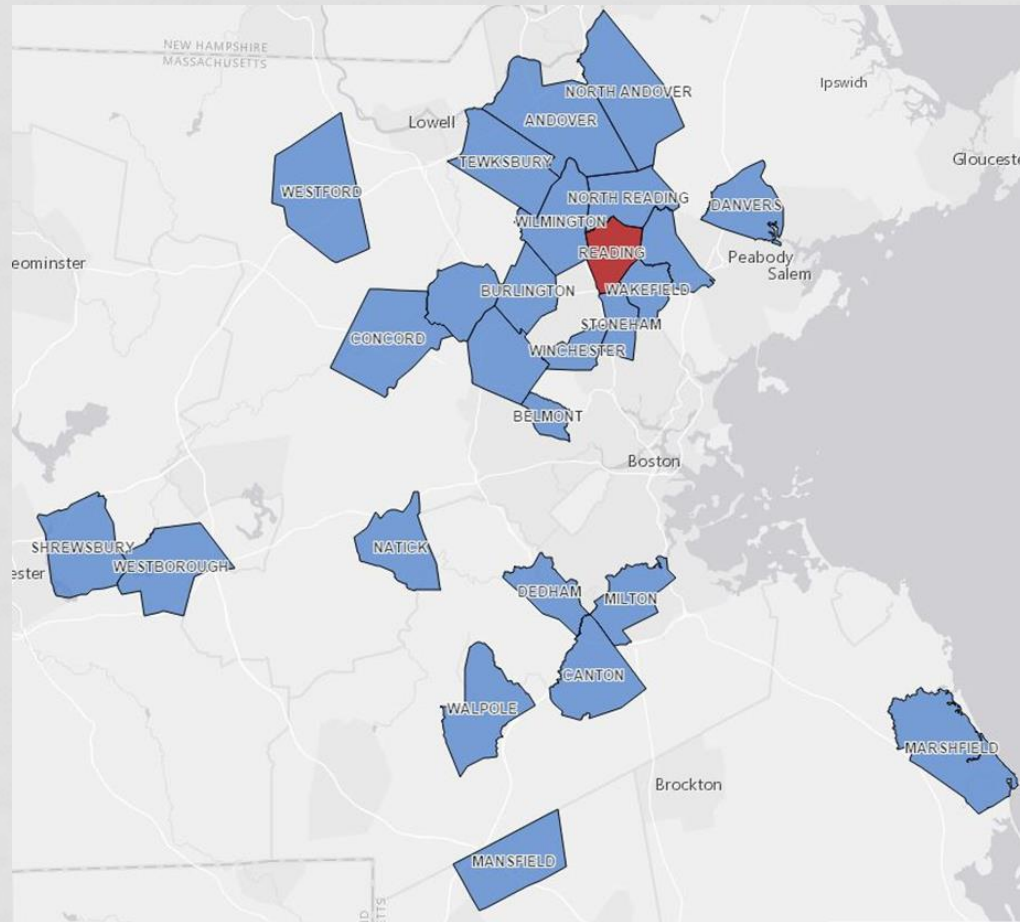 NEW HAMPSHIRE
MASSACHUSETTS
Ipswich
NORTH ANDOVER
ANDOVER
Lowell
TEWKSBURY
Glouceste
WESTFORD
NORTH READING
DANVERS
WILMINGTON
READING
Peabody
Salem
eominster
WAKEFIELD
BURLINGTON
STONEHAM
CONCORD
WINCHESTER
BELMONT
Boston
SHREWSBURY
NATICK
WESTBOROUGH
ester
DEDHAM
MILTON
CANTON
WALPOLE
MARSHFIELD
Brockton
MANSFIELD